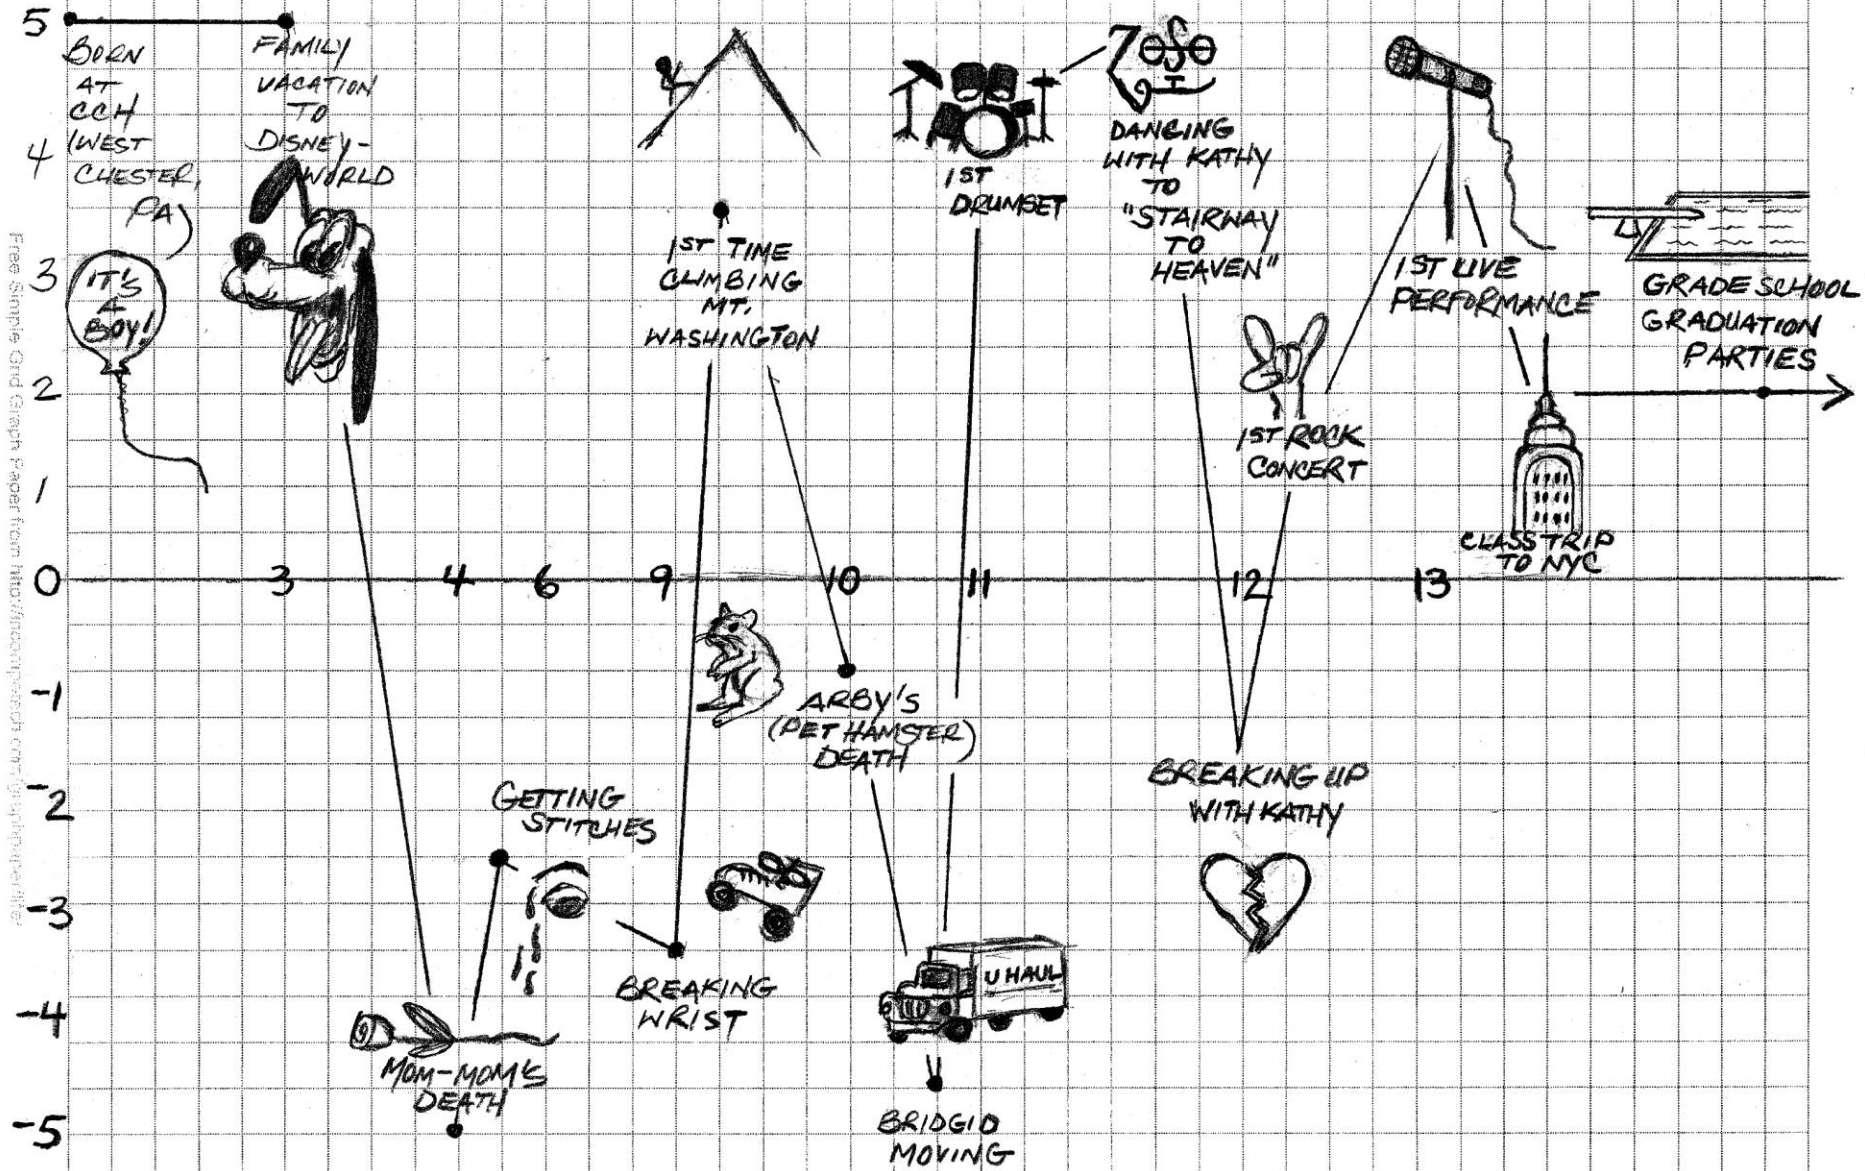 5
BORN
AT
CCH
(WEST
CHESTER,
PA)
FAMILY
VACATION
TO
DISNEY-
WORLD
IT'S
A
BOY!
1ST TIME
CLIMBING
MT.
WASHINGTON
1ST
DRUMSET
ZOSO
DANCING
WITH KATHY
TO
"STAIRWAY
TO
HEAVEN"
1ST ROCK
CONCERT
1ST LIVE
PERFORMANCE
CLASS TRIP
TO NYC
GRADE SCHOOL
GRADUATION
PARTIES
4
3
2
1
0 3 4 6 9 10 11 12 13
-1
-2
-3
-4
-5
MOM-MOM'S
DEATH
GETTING
STITCHES
BREAKING
WRIST
ARBY'S
(PET HAMSTER)
DEATH
U HAUL
BRIDGID
MOVING
BREAKING UP
WITH KATHY